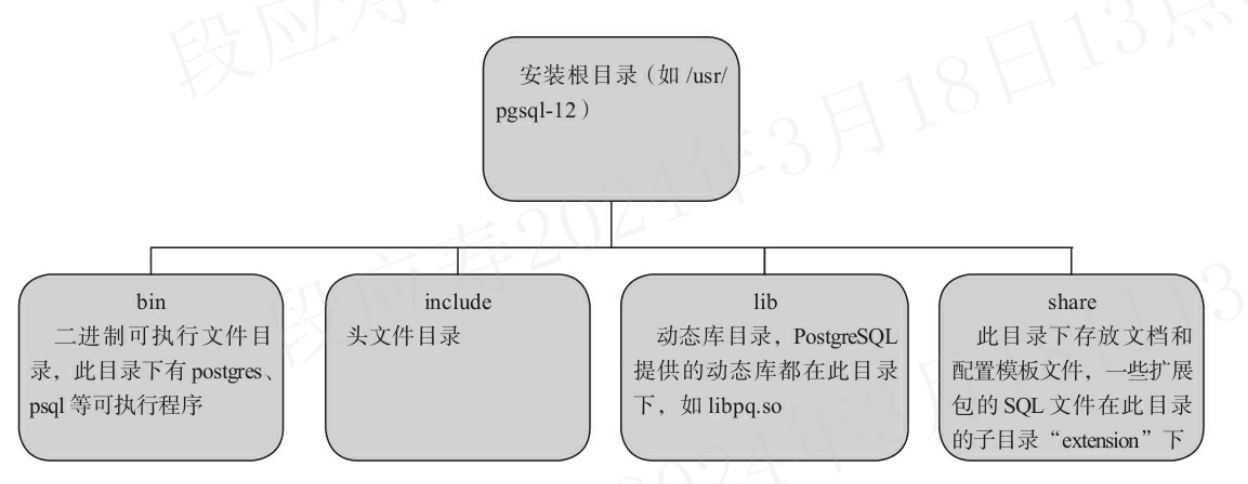 安装根目录（如 /usr/
pgsql-12）
bin
二进制可执行文件目
录，此目录下有 postgres、
psql 等可执行程序
include
头文件目录
lib
动态库目录，PostgreSQL
提供的动态库都在此目录
下，如 libpq.so
share
此目录下存放文档和
配置模板文件，一些扩展
包的 SQL 文件在此目录
的子目录“extension”下
段应寿2024年3月18日13点